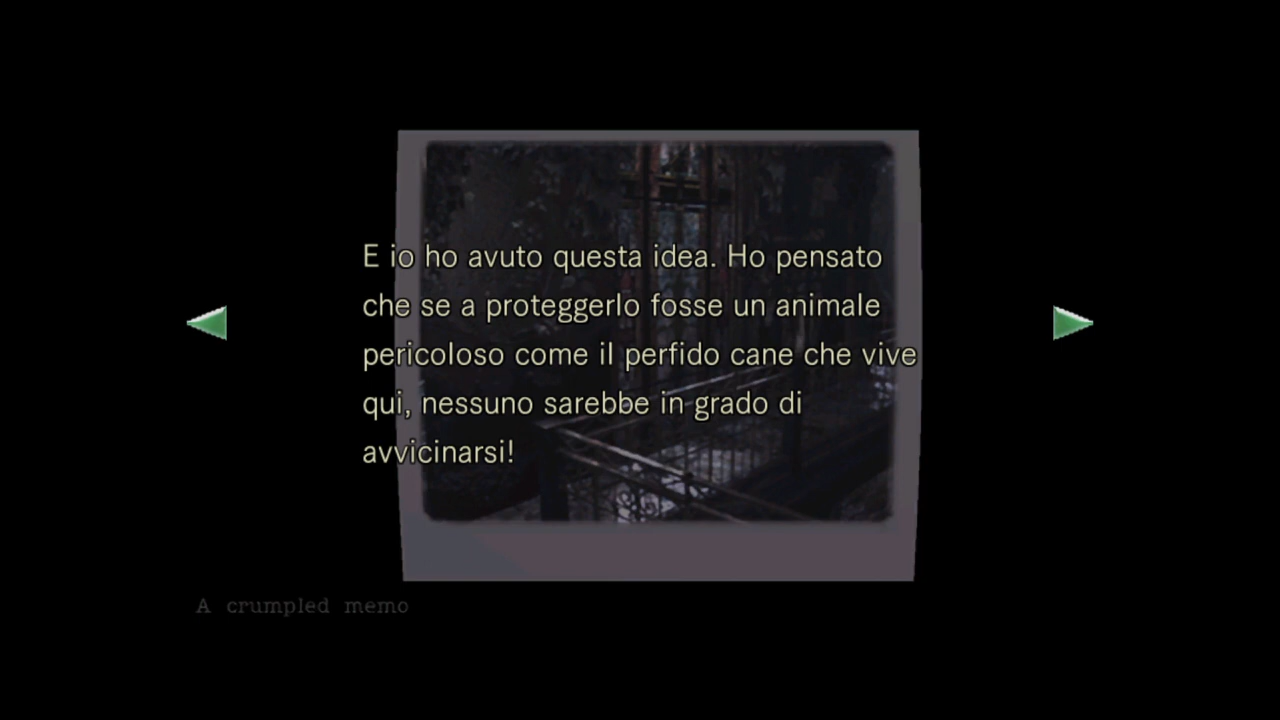 E io ho avuto questa idea. Ho pensato
che se a proteggerlo fosse un animale
pericoloso come il perfido cane che vive
qui, nessuno sarebbe in grado di
avvicinarsi!
A crumpled memo